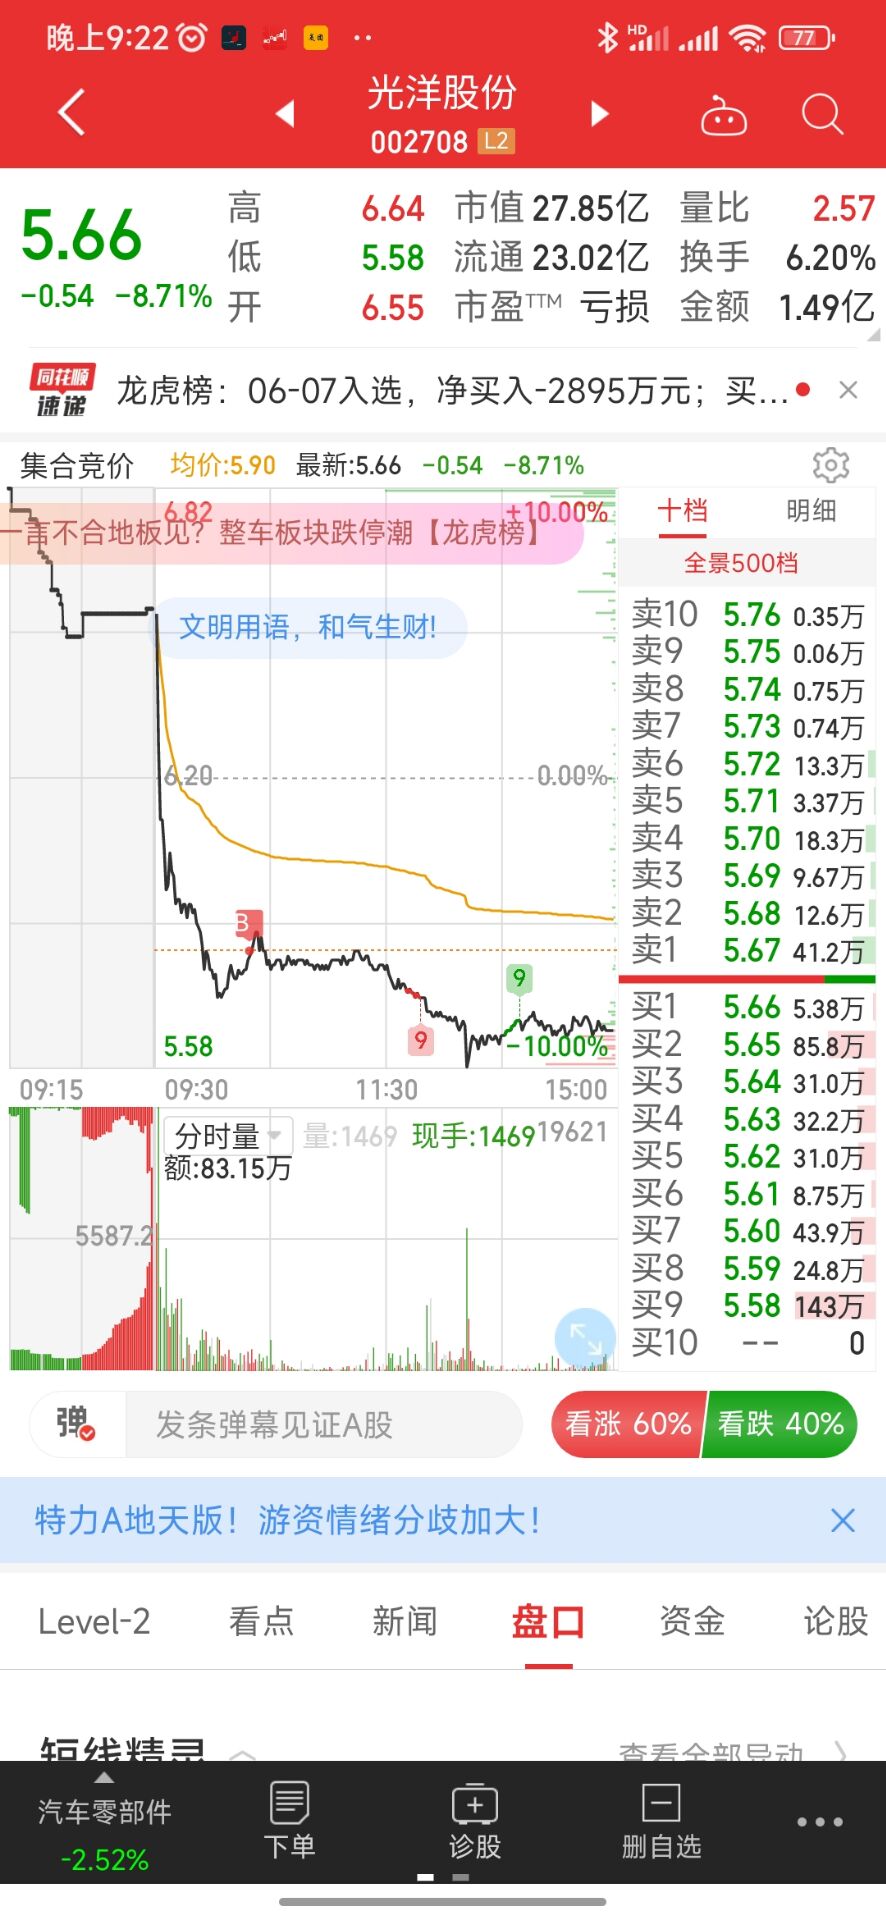 晚上9:22
HD
77
光洋股份
002708 L2
5.66
-0.54 -8.71%
高 6.64 市值 27.85亿 量比 2.57
低 5.58 流通 23.02亿 换手 6.20%
开 6.55 市盈TTM 亏损 金额 1.49亿
同花顺
速递
龙虎榜：06-07入选，净买入-2895万元；买...
集合竞价 均价:5.90 最新:5.66 -0.54 -8.71%
6.82 +10.00%
一言不合地板见？整车板块跌停潮【龙虎榜】
文明用语，和气生财!
6.20 0.00%
B
9
9
5.58 -10.00%
09:15 09:30 11:30 15:00
分时量 量:1469 现手:1469 19621
额:83.15万
5587.2
十档 明细
全景500档
卖10 5.76 0.35万
卖9 5.75 0.06万
卖8 5.74 0.75万
卖7 5.73 0.74万
卖6 5.72 13.3万
卖5 5.71 3.37万
卖4 5.70 18.3万
卖3 5.69 9.67万
卖2 5.68 12.6万
卖1 5.67 41.2万
买1 5.66 5.38万
买2 5.65 85.8万
买3 5.64 31.0万
买4 5.63 32.2万
买5 5.62 31.0万
买6 5.61 8.75万
买7 5.60 43.9万
买8 5.59 24.8万
买9 5.58 143万
买10 -- 0
弹 发条弹幕见证A股 看涨 60% 看跌 40%
特力A地天版！游资情绪分歧加大！
Level-2 看点 新闻 盘口 资金 论股
短线精灵 查看全部异动
汽车零部件
-2.52%
下单 诊股 删自选